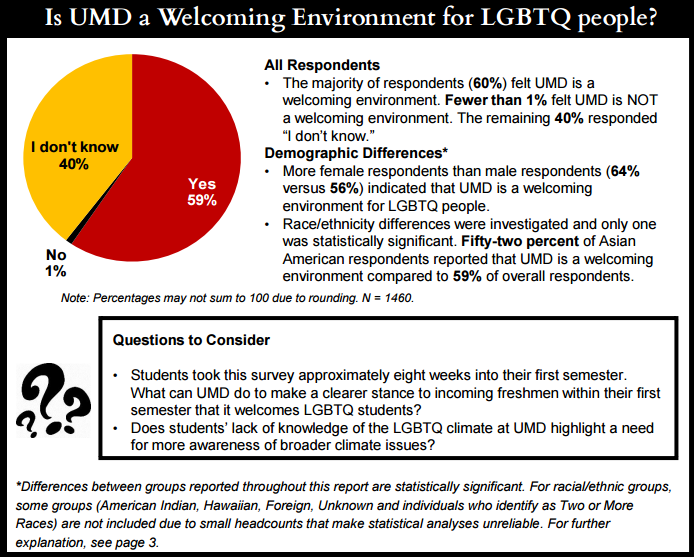 Is UMD a Welcoming Environment for LGBTQ people?
I don't know
40%
Yes
59%
No
1%
All Respondents
• The majority of respondents (60%) felt UMD is a
welcoming environment. Fewer than 1% felt UMD is NOT
a welcoming environment. The remaining 40% responded
“I don’t know.”
Demographic Differences*
• More female respondents than male respondents (64%
versus 56%) indicated that UMD is a welcoming
environment for LGBTQ people.
• Race/ethnicity differences were investigated and only one
was statistically significant. Fifty-two percent of Asian
American respondents reported that UMD is a welcoming
environment compared to 59% of overall respondents.
Note: Percentages may not sum to 100 due to rounding. N = 1460.
Questions to Consider
• Students took this survey approximately eight weeks into their first semester.
What can UMD do to make a clearer stance to incoming freshmen within their first
semester that it welcomes LGBTQ students?
• Does students’ lack of knowledge of the LGBTQ climate at UMD highlight a need
for more awareness of broader climate issues?
*Differences between groups reported throughout this report are statistically significant. For racial/ethnic groups,
some groups (American Indian, Hawaiian, Foreign, Unknown and individuals who identify as Two or More
Races) are not included due to small headcounts that make statistical analyses unreliable. For further
explanation, see page 3.